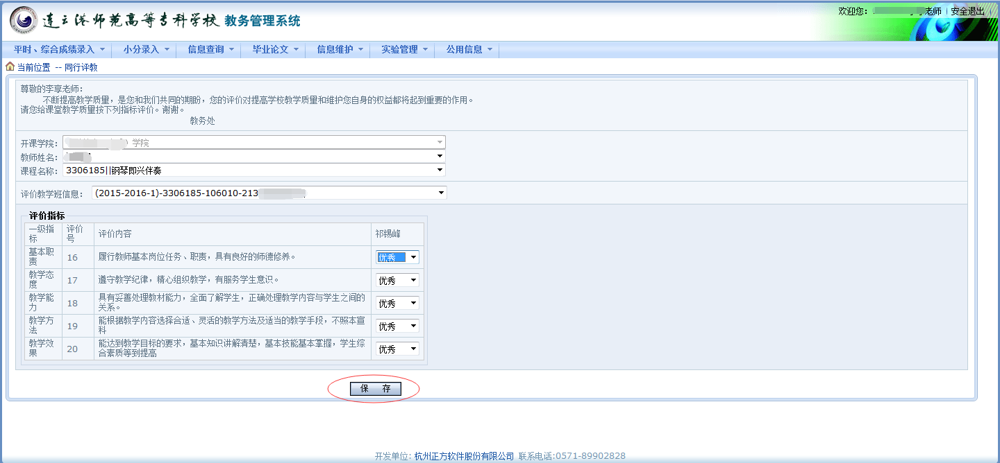 连云港师范高等专科学校 教务管理系统
欢迎您: 老师 | 安全退出
平时、综合成绩录入 小分录入 信息查询 毕业论文 信息维护 实验管理 公用信息
当前位置 -- 同行评教
尊敬的李享老师:
不断提高教学质量，是您和我们共同的期盼，您的评价对提高学校教学质量和维护您自身的权益都将起到重要的作用。
请您给课堂教学质量按下列指标评价。谢谢。
教务处
开课学院: 学院
教师姓名:
课程名称: 3306185||钢琴即兴伴奏
评价教学班信息: (2015-2016-1)-3306185-106010-213
评价指标
一级指
标
评价
号
评价内容
祁锡峰
基本职
责
16
履行教师基本岗位任务、职责，具有良好的师德修养。
优秀
教学态
度
17
遵守教学纪律，精心组织教学，有服务学生意识。
优秀
教学能
力
18
具有妥善处理教材能力，全面了解学生，正确处理教学内容与学生之间的
关系。
优秀
教学方
法
19
能根据教学内容选择合适、灵活的教学方法及适当的教学手段，不照本宣
科
优秀
教学效
果
20
能达到教学目标的要求，基本知识讲解清楚，基本技能基本掌握，学生综
合素质等到提高
优秀
保 存
开发单位: 杭州正方软件股份有限公司 联系电话:0571-89902828